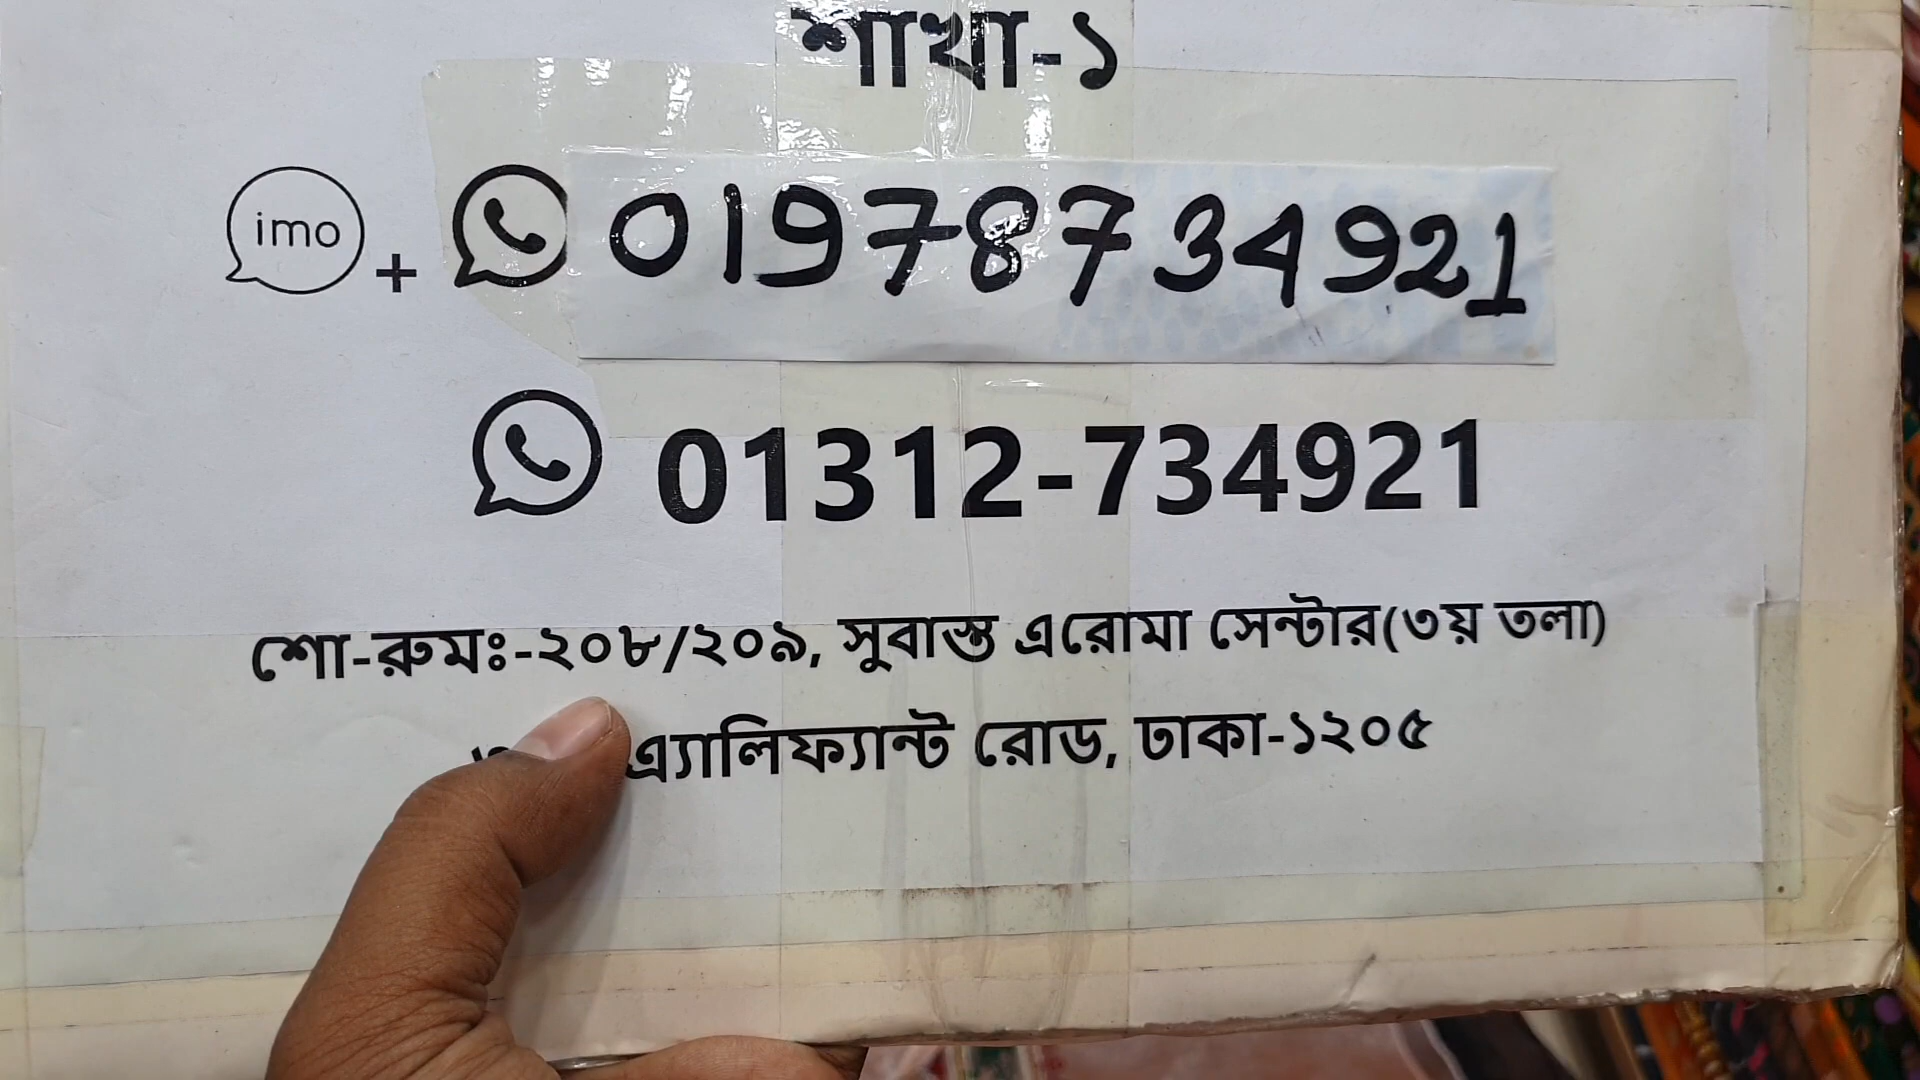 শাখা-১
imo + 01978734921
01312-734921
শো-রুমঃ-২০৮/২০৯, সুবাস্তু এরোমা সেন্টার(৩য় তলা)
এ্যালিফ্যান্ট রোড, ঢাকা-১২০৫